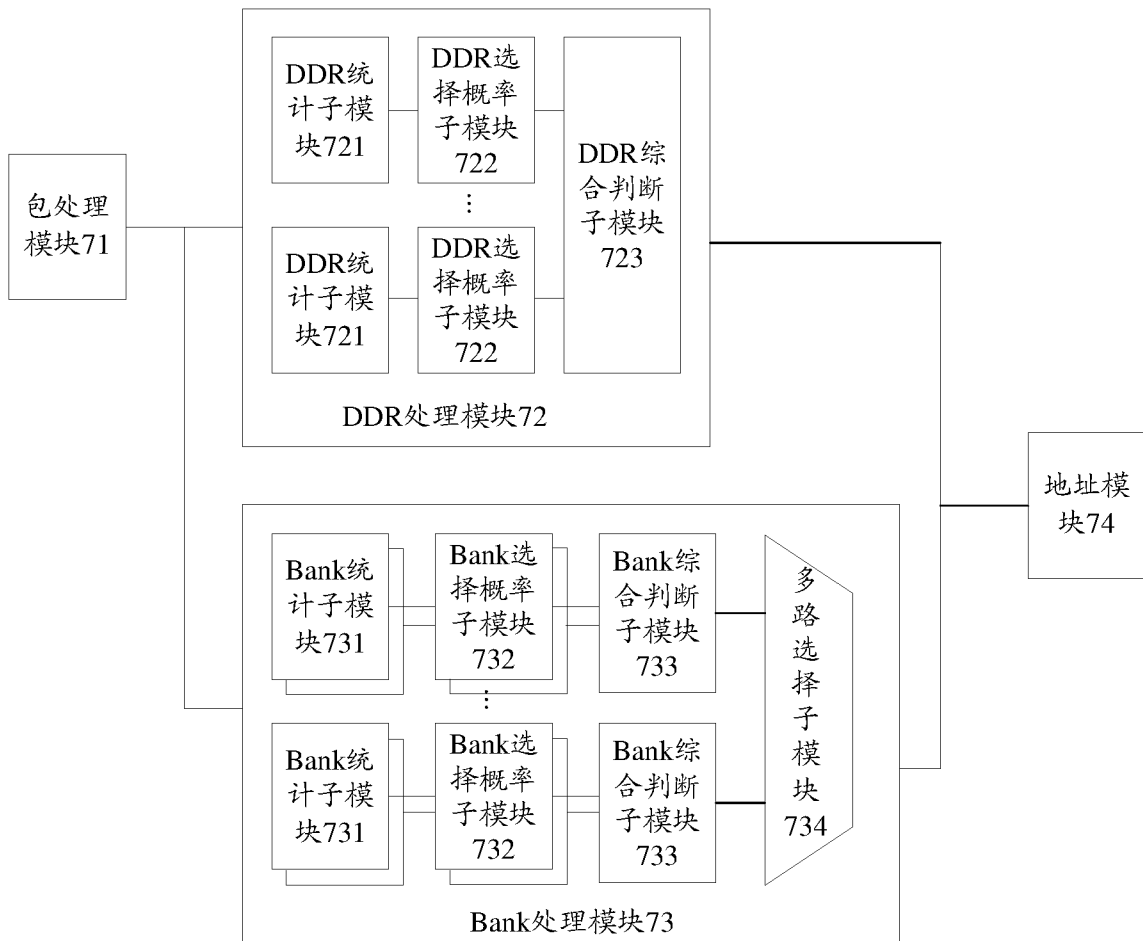 包处理
模块71
DDR统
计子模
块721
DDR选
择概率
子模块
722
DDR综
合判断
子模块
723
⋮
DDR统
计子模
块721
DDR选
择概率
子模块
722
DDR处理模块72
Bank统
计子模
块731
Bank选
择概率
子模块
732
Bank综
合判断
子模块
733
多
路
选
择
子
模
块
734
⋮
Bank统
计子模
块731
Bank选
择概率
子模块
732
Bank综
合判断
子模块
733
Bank处理模块73
地址模
块74